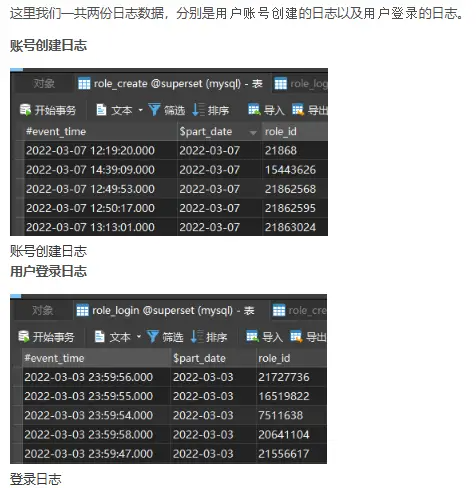 这里我们一共两份日志数据，分别是用户账号创建的日志以及用户登录的日志。
账号创建日志
对象 role_create @superset (mysql) - 表 role_log
开始事务 文本 筛选 排序 导入 导出
#event_time $part_date role_id
2022-03-07 12:19:20.000 2022-03-07 21868
2022-03-07 14:39:09.000 2022-03-07 15443626
2022-03-07 12:49:53.000 2022-03-07 21862568
2022-03-07 12:50:17.000 2022-03-07 21862595
2022-03-07 13:13:01.000 2022-03-07 21863024
账号创建日志
用户登录日志
对象 role_login @superset (mysql) - 表 role_cre
开始事务 文本 筛选 排序 导入 导出
#event_time $part_date role_id
2022-03-03 23:59:56.000 2022-03-03 21727736
2022-03-03 23:59:55.000 2022-03-03 16519822
2022-03-03 23:59:54.000 2022-03-03 7511638
2022-03-03 23:59:58.000 2022-03-03 20641104
2022-03-03 23:59:47.000 2022-03-03 21556617
登录日志